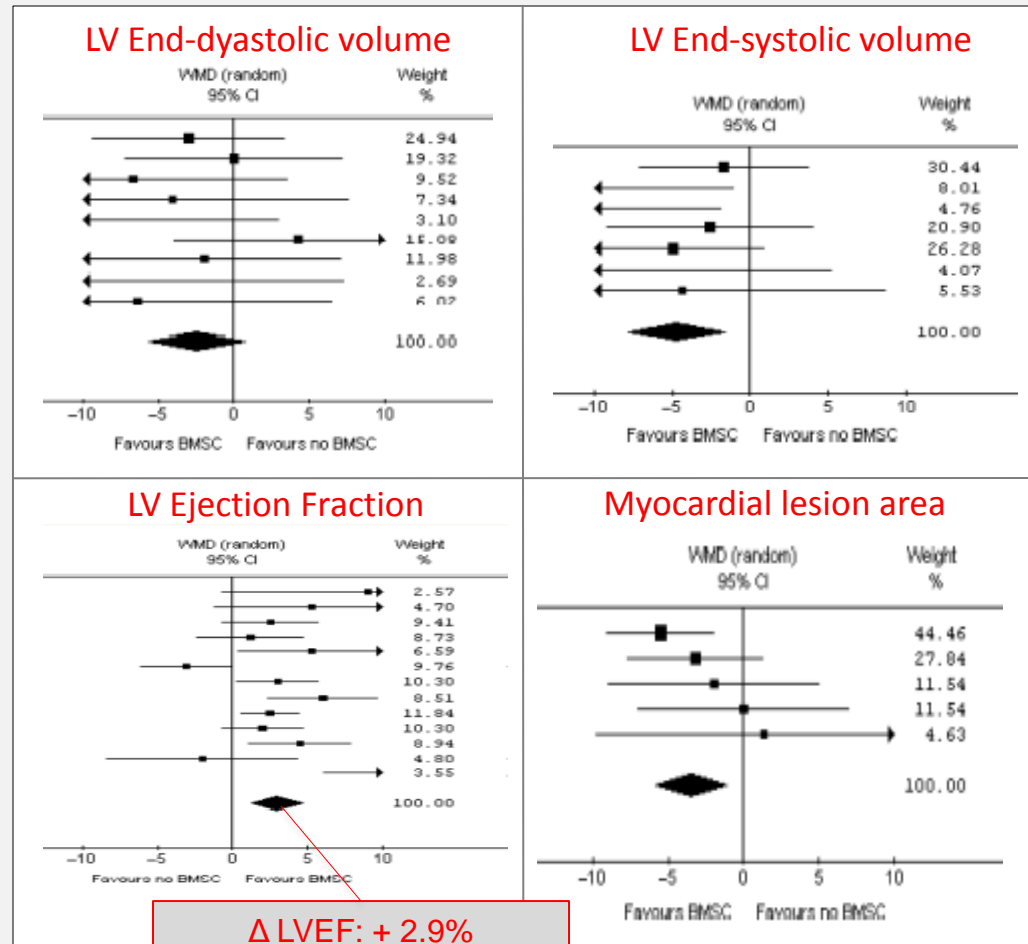 LV End-dyastolic volume
WMD (random)
95% CI
Weight
%
24.94
19.32
9.52
7.34
3.10
15.09
11.98
2.69
6.02
100.00
−10 −5 0 5 10
Favours BMSC Favours no BMSC
LV End-systolic volume
WMD (random)
95% CI
Weight
%
30.44
8.01
4.76
20.90
26.28
4.07
5.53
100.00
−10 −5 0 5 10
Favours BMSC Favours no BMSC
LV Ejection Fraction
WMD (random)
95% CI
Weight
%
2.57
4.70
9.41
8.73
6.59
9.76
10.30
8.51
11.84
10.30
8.94
4.80
3.55
100.00
−10 −5 0 5 10
Favours no BMSC Favours BMSC
Δ LVEF: + 2.9%
Myocardial lesion area
WMD (random)
95% CI
Weight
%
44.46
27.84
11.54
11.54
4.63
100.00
−10 −5 0 5 10
Favours BMSC Favours no BMSC